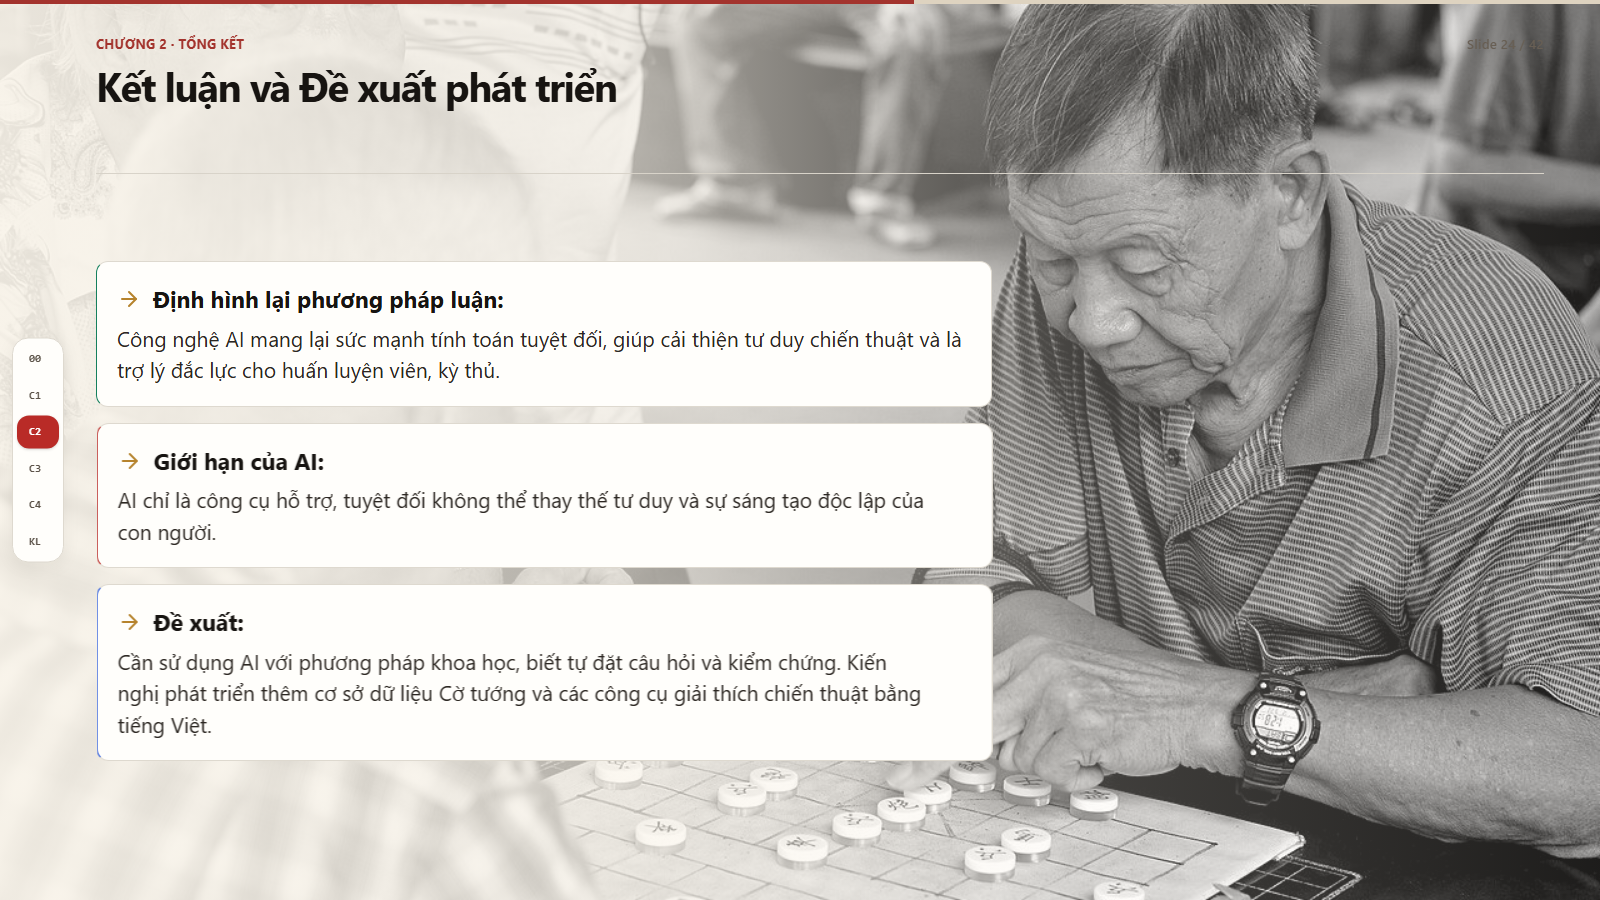 CHƯƠNG 2 · TỔNG KẾT
Slide 24 / 42
Kết luận và Đề xuất phát triển
→ Định hình lại phương pháp luận:
Công nghệ AI mang lại sức mạnh tính toán tuyệt đối, giúp cải thiện tư duy chiến thuật và là
trợ lý đắc lực cho huấn luyện viên, kỳ thủ.
00
C1
C2
C3
C4
KL
→ Giới hạn của AI:
AI chỉ là công cụ hỗ trợ, tuyệt đối không thể thay thế tư duy và sự sáng tạo độc lập của
con người.
→ Đề xuất:
Cần sử dụng AI với phương pháp khoa học, biết tự đặt câu hỏi và kiểm chứng. Kiến
nghị phát triển thêm cơ sở dữ liệu Cờ tướng và các công cụ giải thích chiến thuật bằng
tiếng Việt.